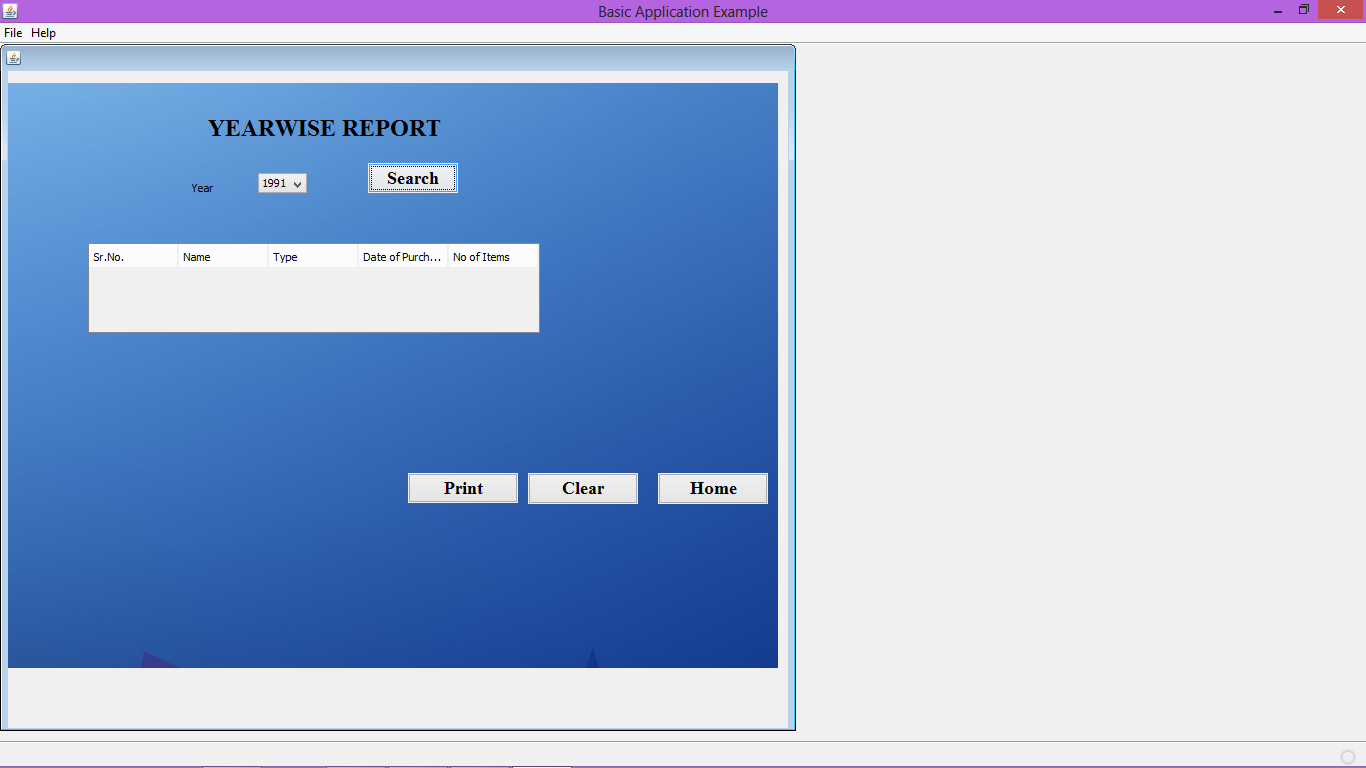 Basic Application Example
File Help
YEARWISE REPORT
Year 1991 Search
Sr.No. Name Type Date of Purch... No of Items
Print Clear Home